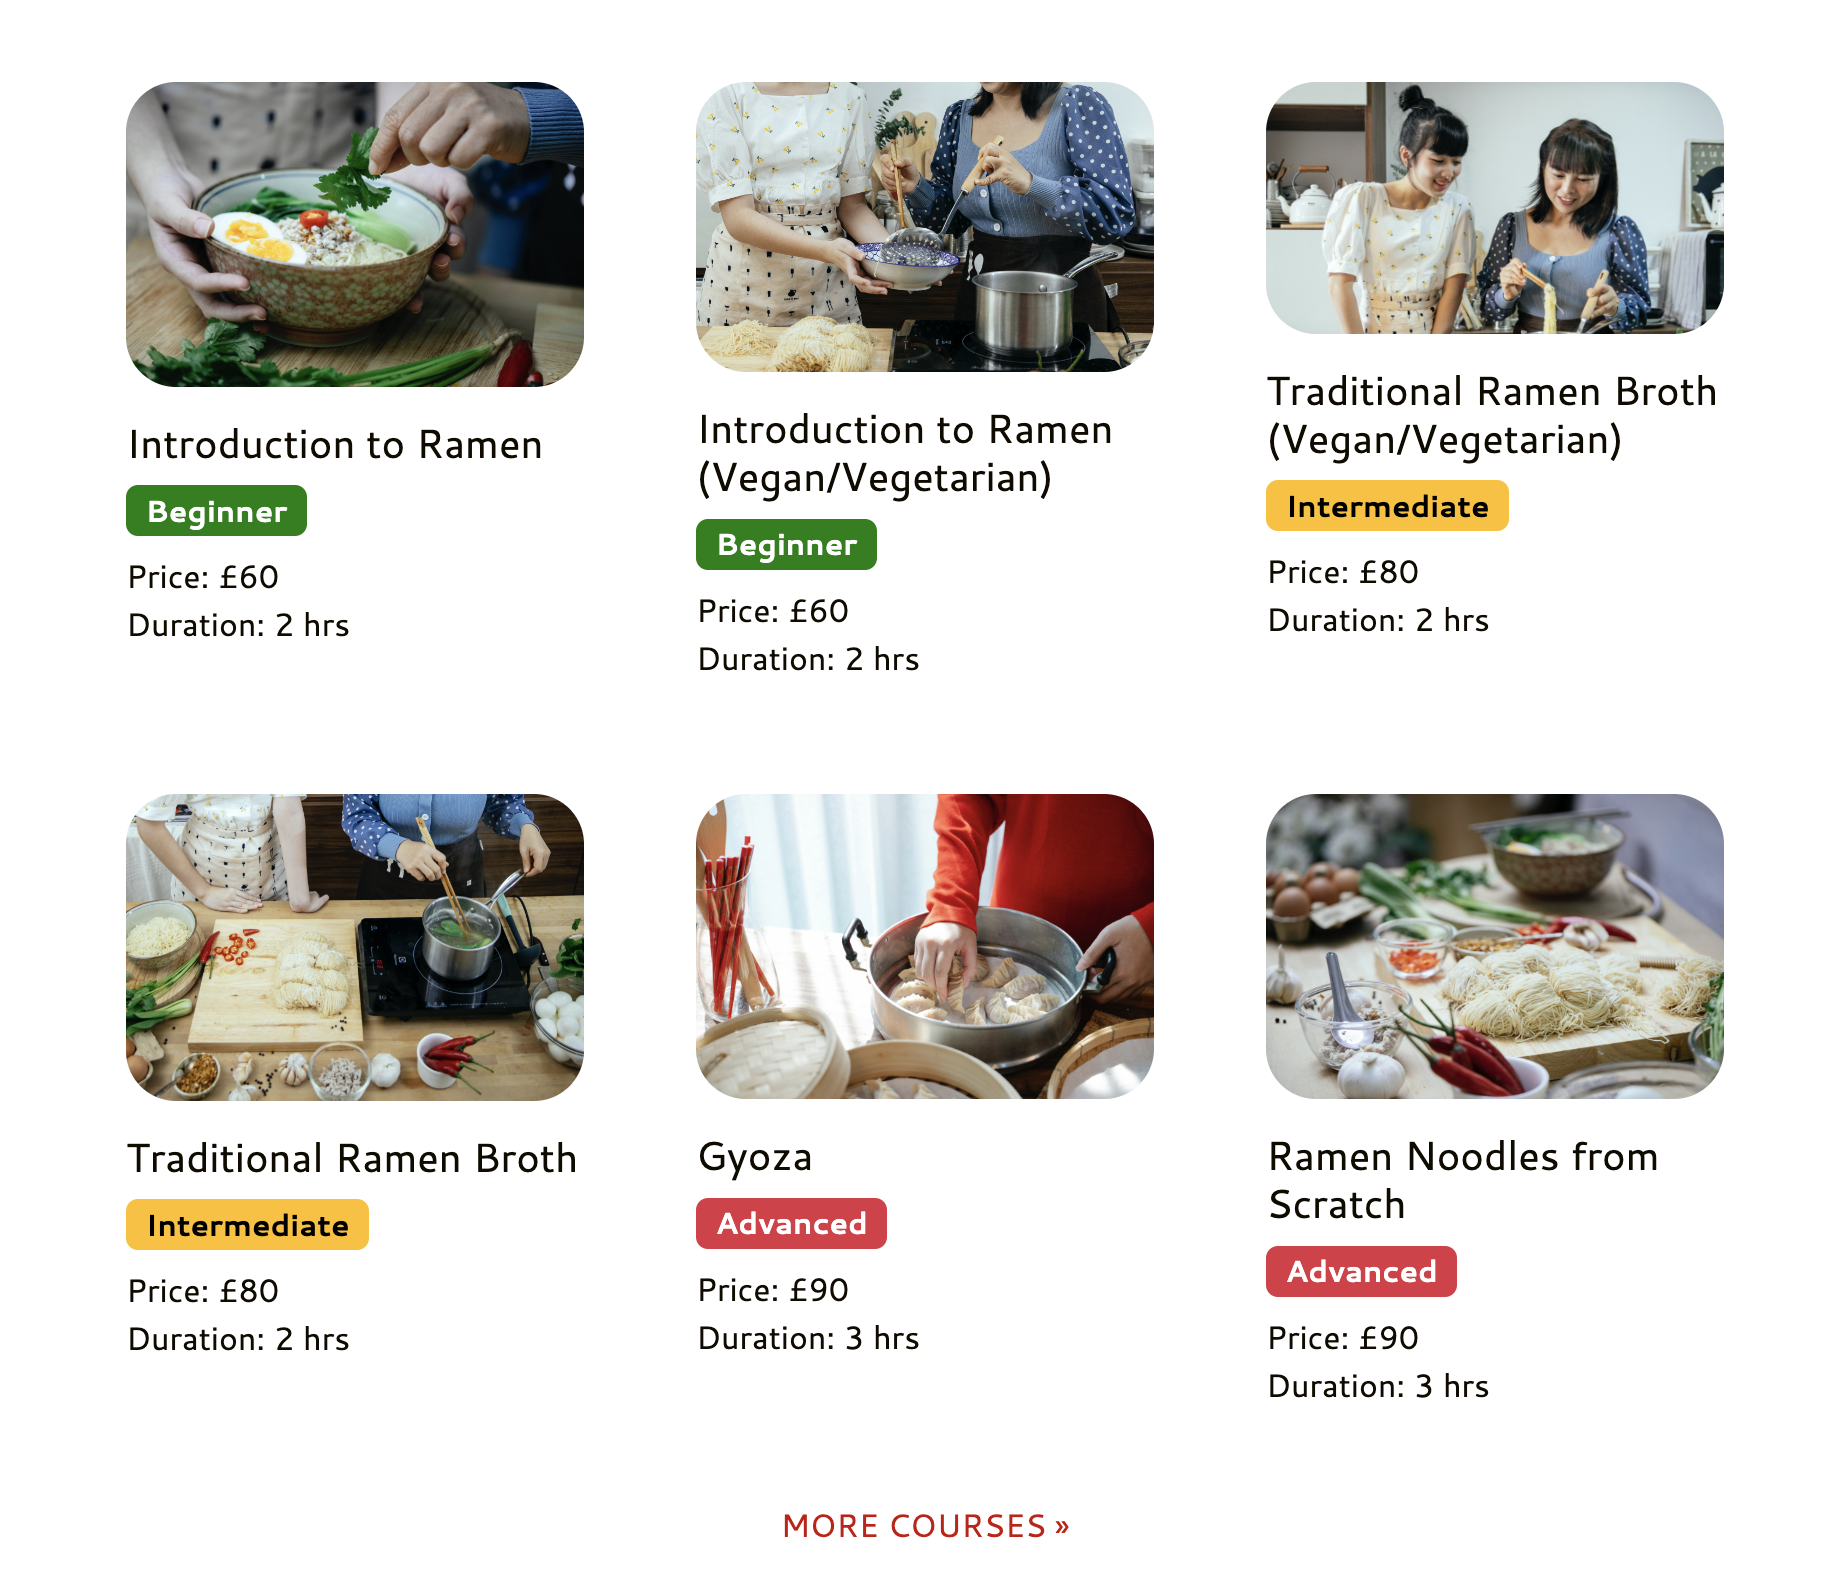 Introduction to Ramen
Beginner
Price: £60
Duration: 2 hrs
Introduction to Ramen
(Vegan/Vegetarian)
Beginner
Price: £60
Duration: 2 hrs
Traditional Ramen Broth
(Vegan/Vegetarian)
Intermediate
Price: £80
Duration: 2 hrs
Traditional Ramen Broth
Intermediate
Price: £80
Duration: 2 hrs
Gyoza
Advanced
Price: £90
Duration: 3 hrs
Ramen Noodles from
Scratch
Advanced
Price: £90
Duration: 3 hrs
MORE COURSES »